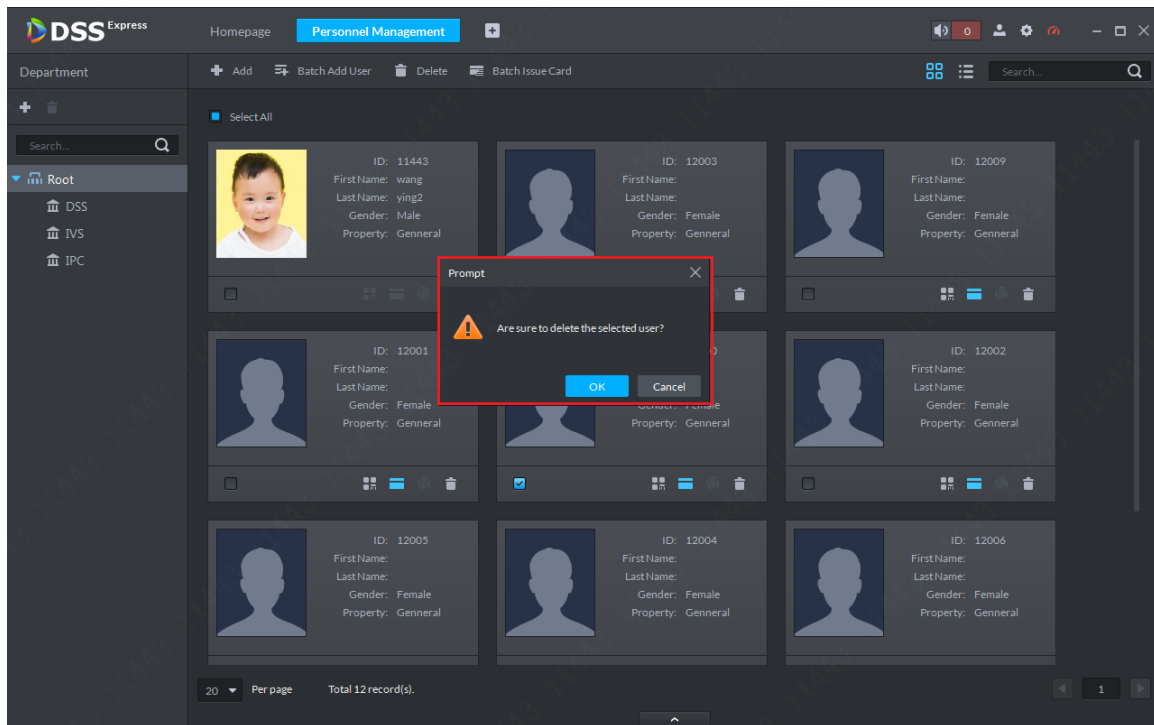 DSS Express
Homepage
Personnel Management
0
Department
Add
Batch Add User
Delete
Batch Issue Card
Search...
Search...
Select All
Root
DSS
IVS
IPC
ID: 11443
First Name: wang
Last Name: ying2
Gender: Male
Property: Genneral
ID: 12003
First Name:
Last Name:
Gender: Female
Property: Genneral
ID: 12009
First Name:
Last Name:
Gender: Female
Property: Genneral
Prompt
Are sure to delete the selected user?
OK
Cancel
ID: 12001
First Name:
Last Name:
Gender: Female
Property: Genneral
Gender: Female
Property: Genneral
ID: 12002
First Name:
Last Name:
Gender: Female
Property: Genneral
ID: 12005
First Name:
Last Name:
Gender: Female
Property: Genneral
ID: 12004
First Name:
Last Name:
Gender: Female
Property: Genneral
ID: 12006
First Name:
Last Name:
Gender: Female
Property: Genneral
20
Per page
Total 12 record(s).
1